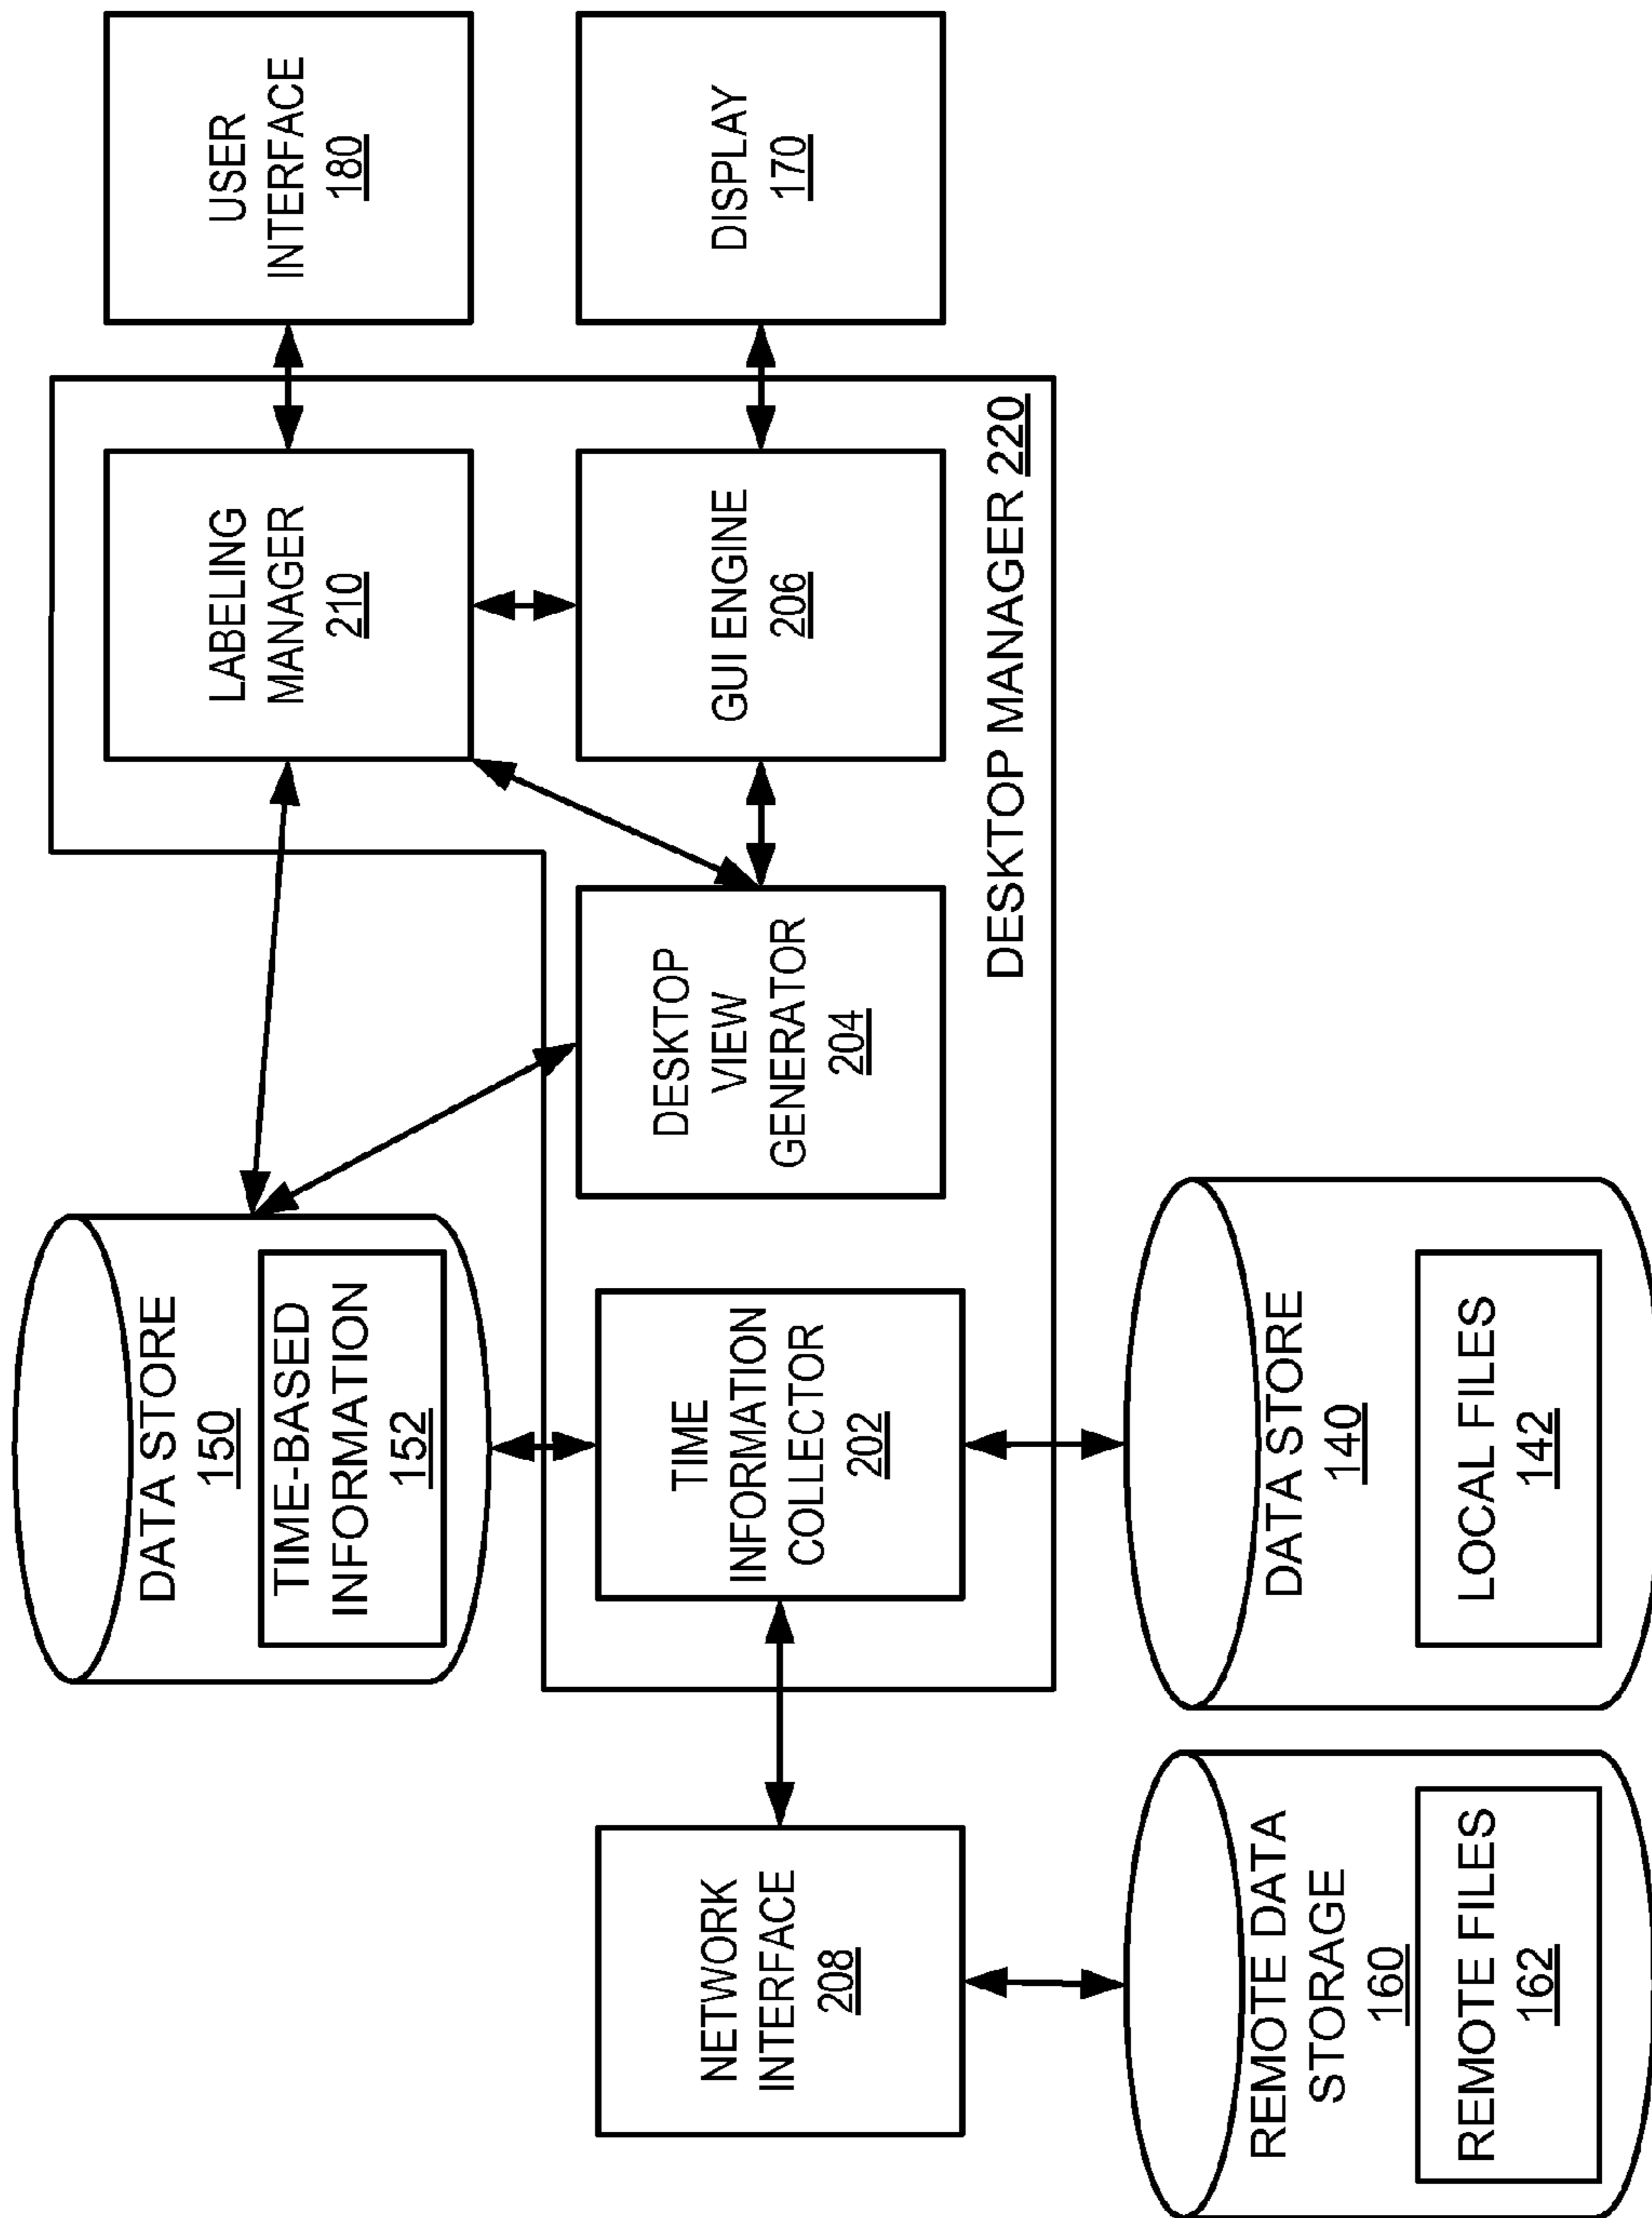 DATA STORE
150
TIME-BASED
INFORMATION
152
LABELING
MANAGER
210
USER
INTERFACE
180
NETWORK
INTERFACE
208
TIME
INFORMATION
COLLECTOR
202
DESKTOP
VIEW
GENERATOR
204
GUI ENGINE
206
DISPLAY
170
DESKTOP MANAGER 220
REMOTE DATA
STORAGE
160
REMOTE FILES
162
DATA STORE
140
LOCAL FILES
142